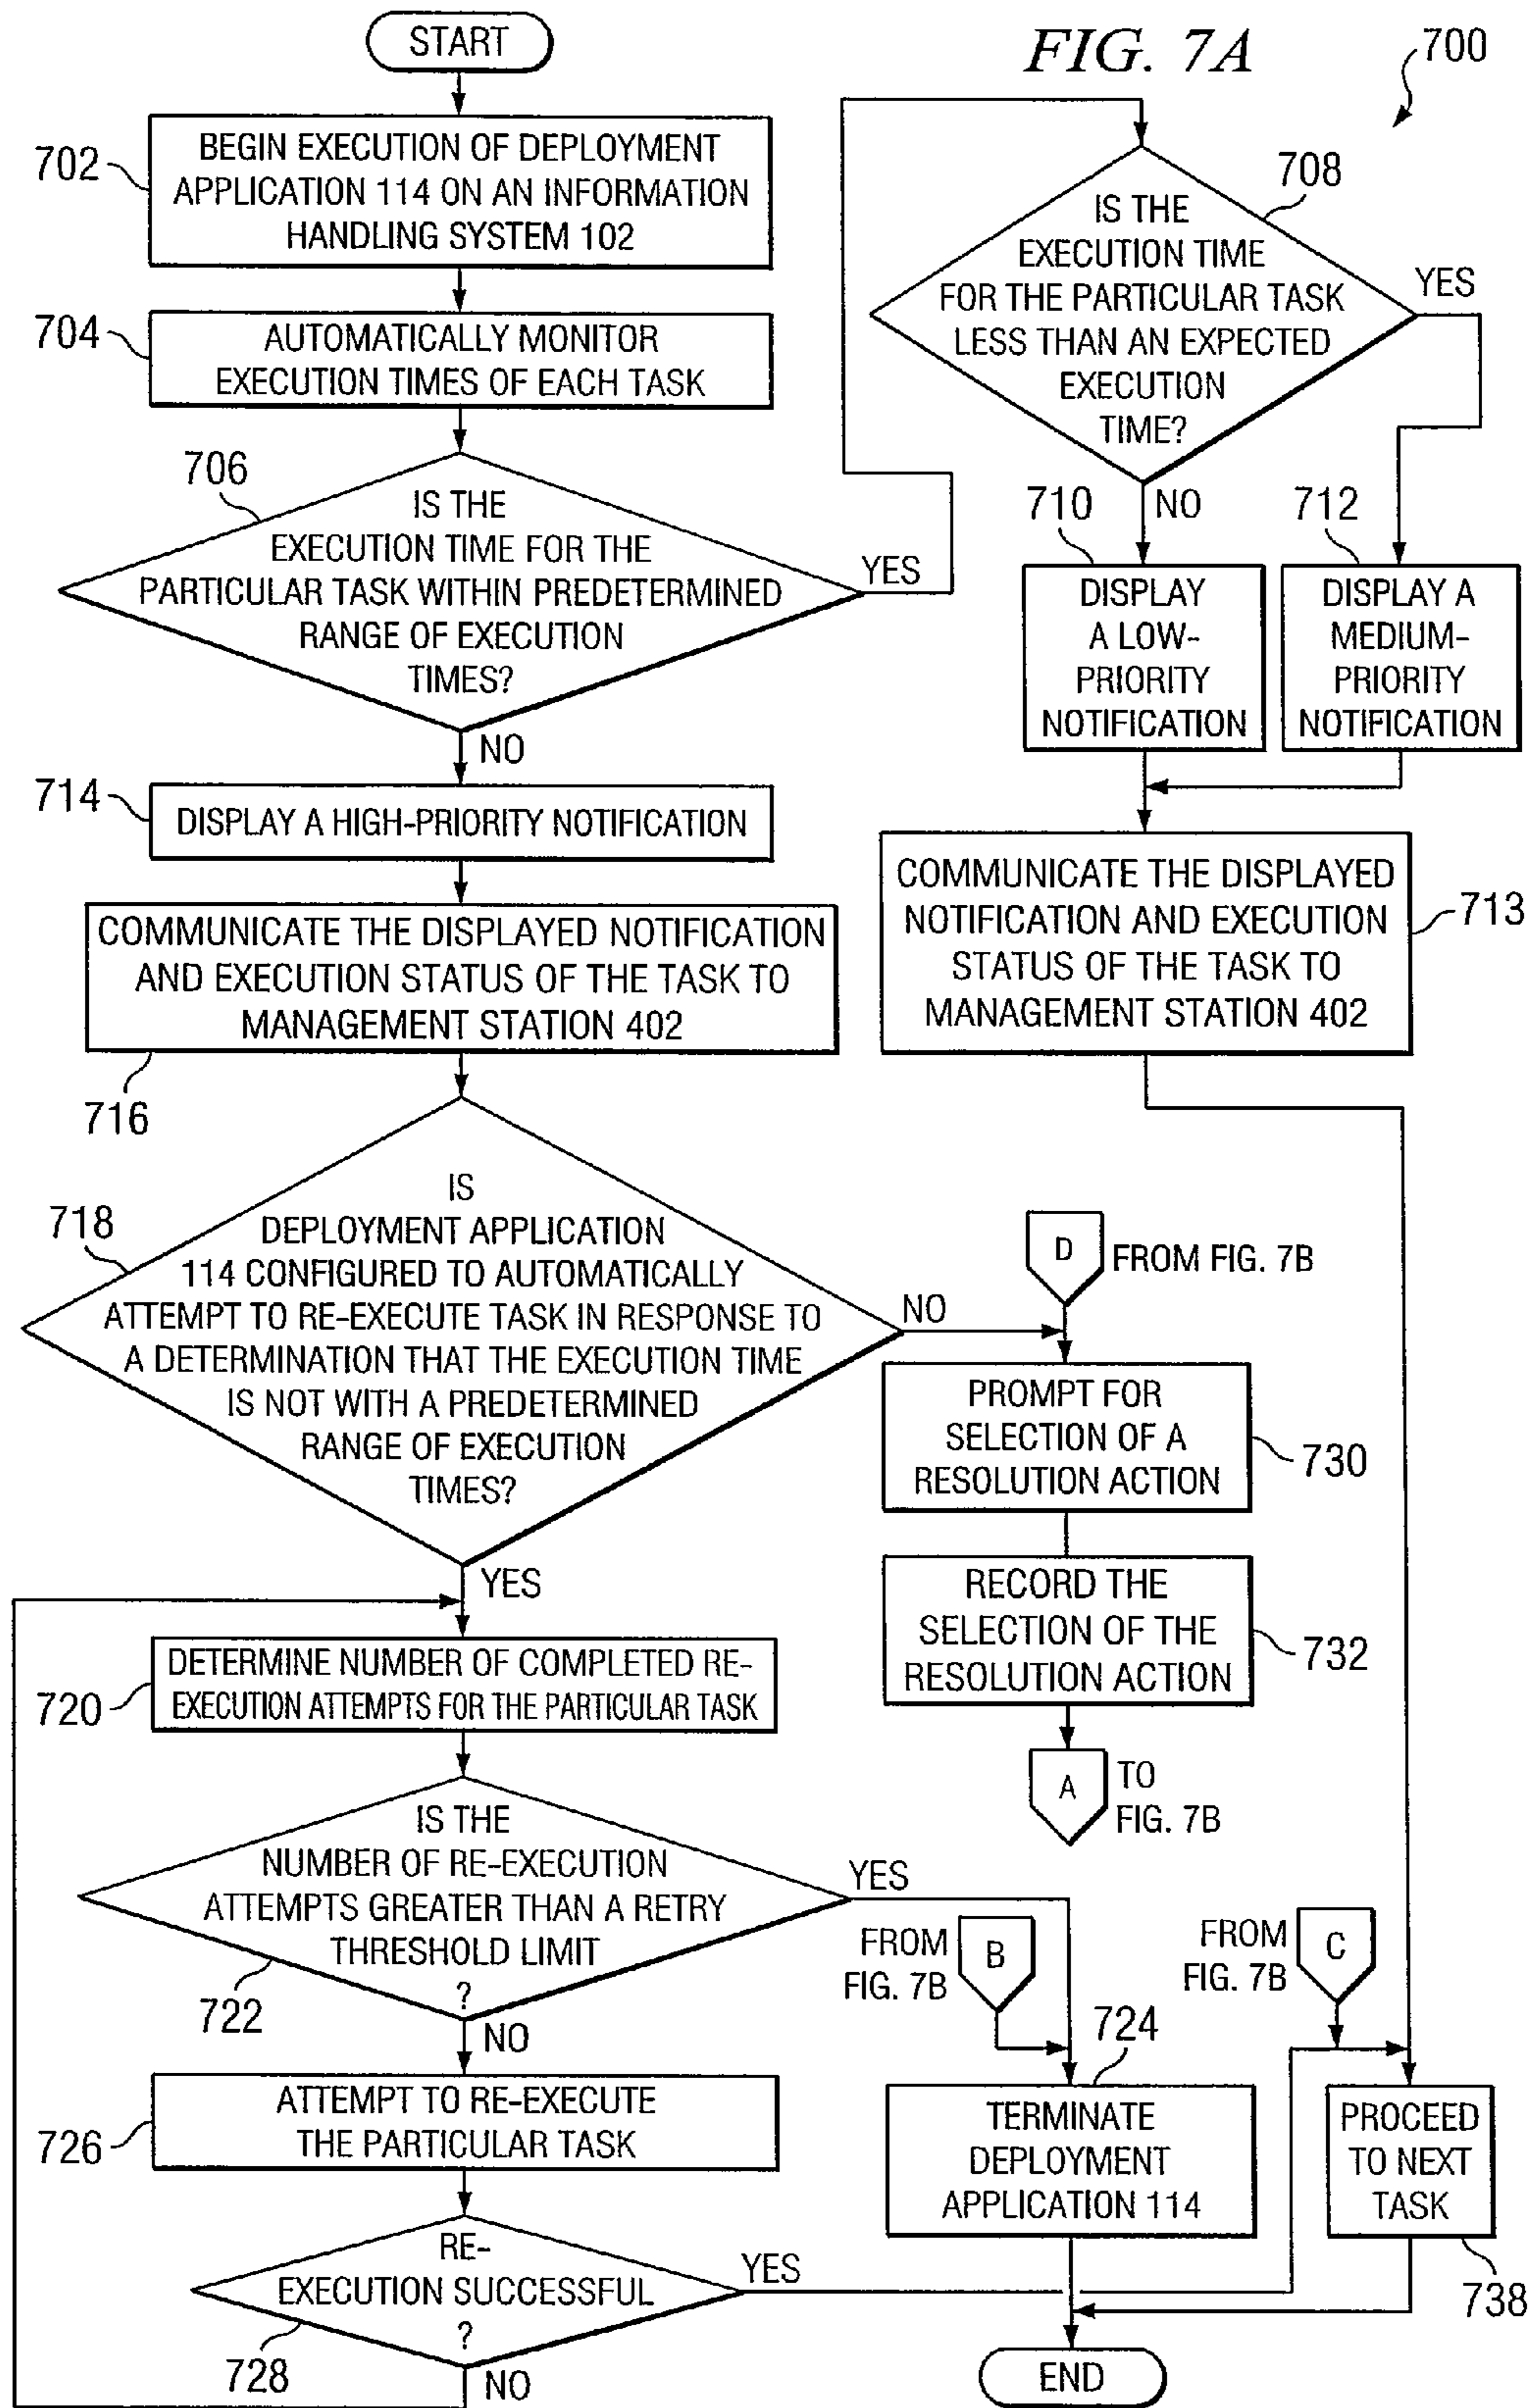 START
FIG. 7A
700
702
BEGIN EXECUTION OF DEPLOYMENT
APPLICATION 114 ON AN INFORMATION
HANDLING SYSTEM 102
704
AUTOMATICALLY MONITOR
EXECUTION TIMES OF EACH TASK
706
IS THE
EXECUTION TIME FOR THE
PARTICULAR TASK WITHIN PREDETERMINED
RANGE OF EXECUTION
TIMES?
YES
NO
708
IS THE
EXECUTION TIME
FOR THE PARTICULAR TASK
LESS THAN AN EXPECTED
EXECUTION
TIME?
YES
NO
710
DISPLAY
A LOW-
PRIORITY
NOTIFICATION
712
DISPLAY A
MEDIUM-
PRIORITY
NOTIFICATION
COMMUNICATE THE DISPLAYED
NOTIFICATION AND EXECUTION
STATUS OF THE TASK TO
MANAGEMENT STATION 402
713
714
DISPLAY A HIGH-PRIORITY NOTIFICATION
COMMUNICATE THE DISPLAYED NOTIFICATION
AND EXECUTION STATUS OF THE TASK TO
MANAGEMENT STATION 402
716
718
IS
DEPLOYMENT APPLICATION
114 CONFIGURED TO AUTOMATICALLY
ATTEMPT TO RE-EXECUTE TASK IN RESPONSE TO
A DETERMINATION THAT THE EXECUTION TIME
IS NOT WITH A PREDETERMINED
RANGE OF EXECUTION
TIMES?
NO
YES
D
FROM FIG. 7B
PROMPT FOR
SELECTION OF A
RESOLUTION ACTION
730
RECORD THE
SELECTION OF THE
RESOLUTION ACTION
732
A
TO
FIG. 7B
720
DETERMINE NUMBER OF COMPLETED RE-
EXECUTION ATTEMPTS FOR THE PARTICULAR TASK
IS THE
NUMBER OF RE-EXECUTION
ATTEMPTS GREATER THAN A RETRY
THRESHOLD LIMIT
?
722
YES
NO
FROM
FIG. 7B
B
FROM
FIG. 7B
C
724
TERMINATE
DEPLOYMENT
APPLICATION 114
PROCEED
TO NEXT
TASK
738
726
ATTEMPT TO RE-EXECUTE
THE PARTICULAR TASK
RE-
EXECUTION SUCCESSFUL
?
728
YES
NO
END